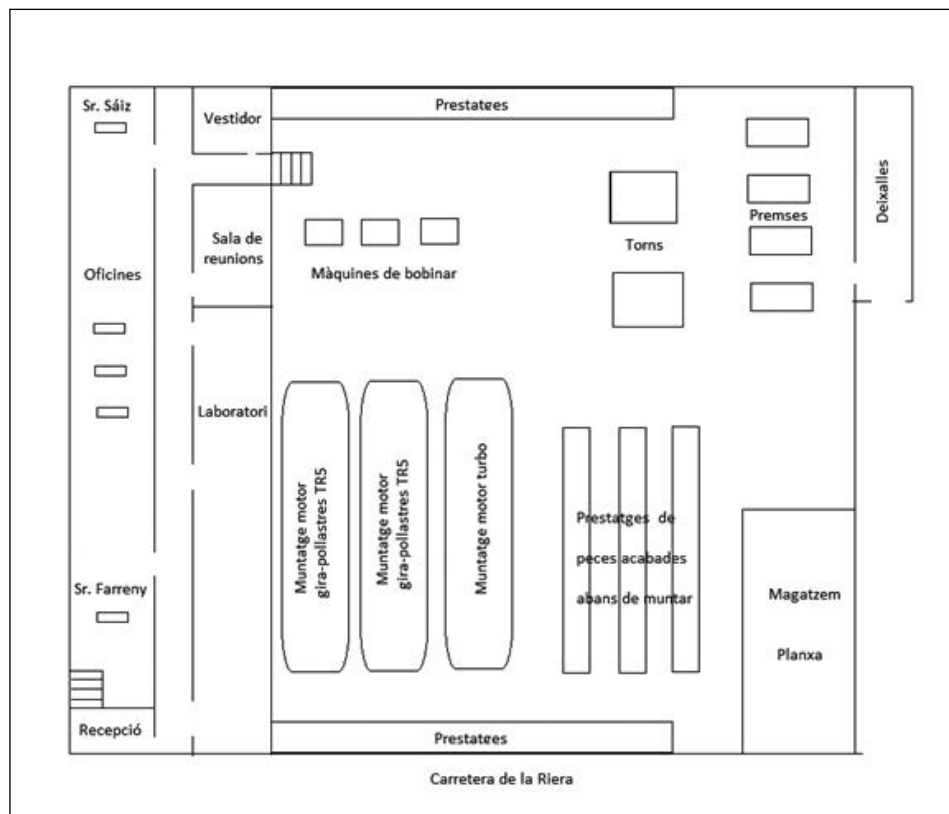 Sr. Sáiz
Vestidor
Prestatges
Deixalles
Premses
Sala de
reunions
Torns
Oficines
Màquines de bobinar
Laboratori
Muntatge motor
gira-pollastres TR5
Muntatge motor
gira-pollastres TR5
Muntatge motor turbo
Prestatges de
peces acabades
abans de muntar
Sr. Farreny
Magatzem
Planxa
Recepció
Prestatges
Carretera de la Riera